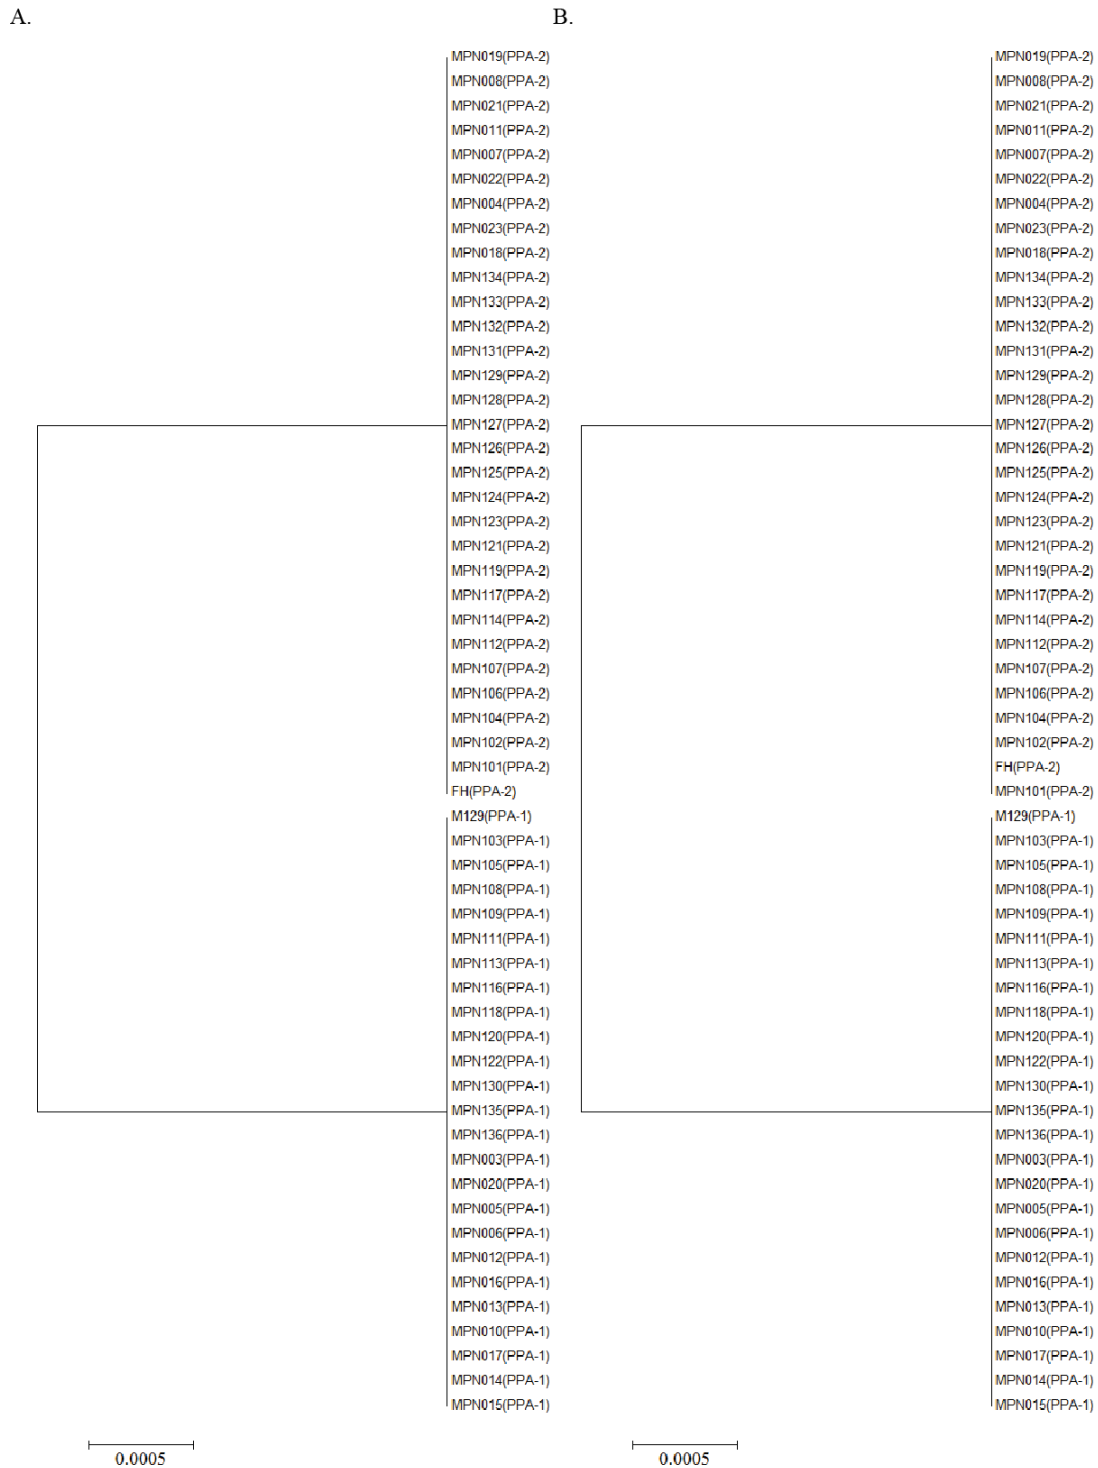 A.
MPN019(PPA-2)
MPN008(PPA-2)
MPN021(PPA-2)
MPN011(PPA-2)
MPN007(PPA-2)
MPN022(PPA-2)
MPN004(PPA-2)
MPN023(PPA-2)
MPN018(PPA-2)
MPN134(PPA-2)
MPN133(PPA-2)
MPN132(PPA-2)
MPN131(PPA-2)
MPN129(PPA-2)
MPN128(PPA-2)
MPN127(PPA-2)
MPN126(PPA-2)
MPN125(PPA-2)
MPN124(PPA-2)
MPN123(PPA-2)
MPN121(PPA-2)
MPN119(PPA-2)
MPN117(PPA-2)
MPN114(PPA-2)
MPN112(PPA-2)
MPN107(PPA-2)
MPN106(PPA-2)
MPN104(PPA-2)
MPN102(PPA-2)
MPN101(PPA-2)
FH(PPA-2)
M129(PPA-1)
MPN103(PPA-1)
MPN105(PPA-1)
MPN108(PPA-1)
MPN109(PPA-1)
MPN111(PPA-1)
MPN113(PPA-1)
MPN116(PPA-1)
MPN118(PPA-1)
MPN120(PPA-1)
MPN122(PPA-1)
MPN130(PPA-1)
MPN135(PPA-1)
MPN136(PPA-1)
MPN003(PPA-1)
MPN020(PPA-1)
MPN005(PPA-1)
MPN006(PPA-1)
MPN012(PPA-1)
MPN016(PPA-1)
MPN013(PPA-1)
MPN010(PPA-1)
MPN017(PPA-1)
MPN014(PPA-1)
MPN015(PPA-1)
0.0005
B.
MPN019(PPA-2)
MPN008(PPA-2)
MPN021(PPA-2)
MPN011(PPA-2)
MPN007(PPA-2)
MPN022(PPA-2)
MPN004(PPA-2)
MPN023(PPA-2)
MPN018(PPA-2)
MPN134(PPA-2)
MPN133(PPA-2)
MPN132(PPA-2)
MPN131(PPA-2)
MPN129(PPA-2)
MPN128(PPA-2)
MPN127(PPA-2)
MPN126(PPA-2)
MPN125(PPA-2)
MPN124(PPA-2)
MPN123(PPA-2)
MPN121(PPA-2)
MPN119(PPA-2)
MPN117(PPA-2)
MPN114(PPA-2)
MPN112(PPA-2)
MPN107(PPA-2)
MPN106(PPA-2)
MPN104(PPA-2)
MPN102(PPA-2)
FH(PPA-2)
MPN101(PPA-2)
M129(PPA-1)
MPN103(PPA-1)
MPN105(PPA-1)
MPN108(PPA-1)
MPN109(PPA-1)
MPN111(PPA-1)
MPN113(PPA-1)
MPN116(PPA-1)
MPN118(PPA-1)
MPN120(PPA-1)
MPN122(PPA-1)
MPN130(PPA-1)
MPN135(PPA-1)
MPN136(PPA-1)
MPN003(PPA-1)
MPN020(PPA-1)
MPN005(PPA-1)
MPN006(PPA-1)
MPN012(PPA-1)
MPN016(PPA-1)
MPN013(PPA-1)
MPN010(PPA-1)
MPN017(PPA-1)
MPN014(PPA-1)
MPN015(PPA-1)
0.0005